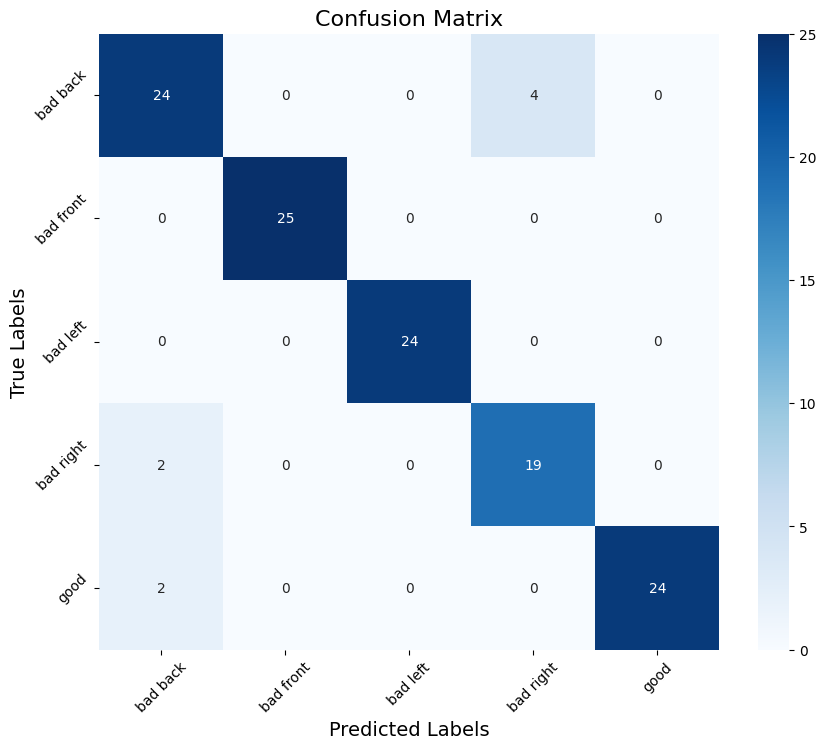 Confusion Matrix
True Labels
bad back 24 0 0 4 0
bad front 0 25 0 0 0
bad left 0 0 24 0 0
bad right 2 0 0 19 0
good 2 0 0 0 24
bad back bad front bad left bad right good
Predicted Labels
25
20
15
10
5
0